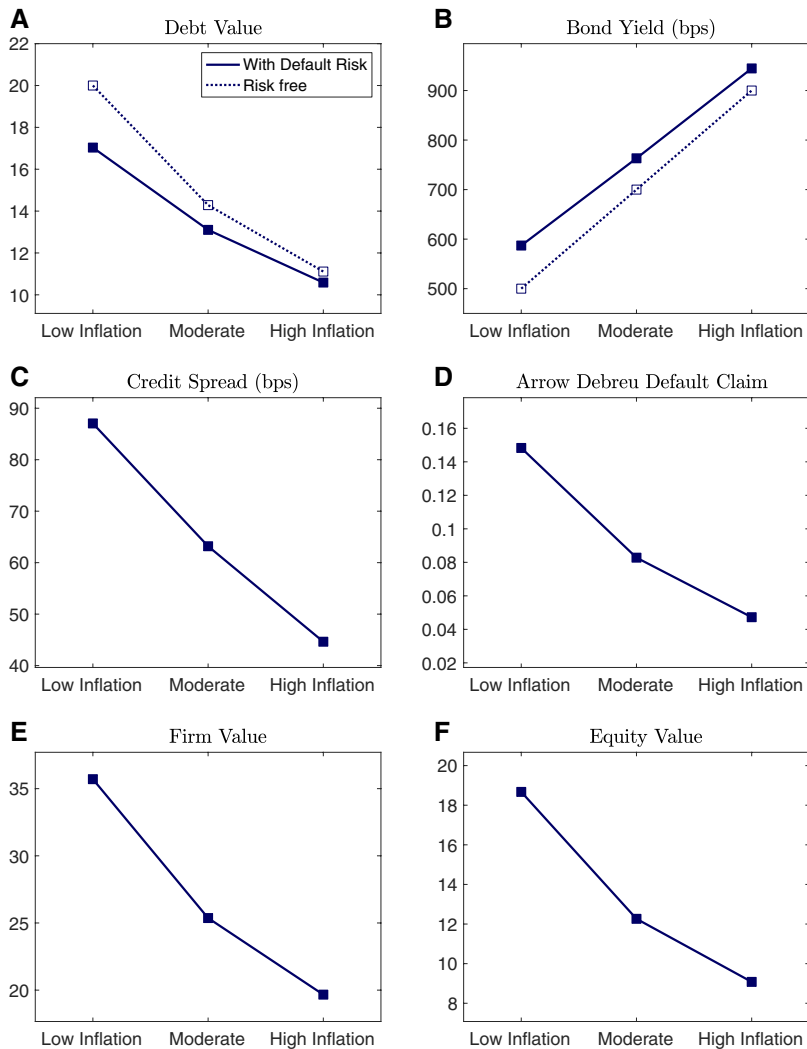 A
Debt Value
22
20
18
16
14
12
10
With Default Risk
Risk free
Low Inflation Moderate High Inflation
B
Bond Yield (bps)
900
800
700
600
500
Low Inflation Moderate High Inflation
C
Credit Spread (bps)
90
80
70
60
50
40
Low Inflation Moderate High Inflation
D
Arrow Debreu Default Claim
0.16
0.14
0.12
0.1
0.08
0.06
0.04
0.02
Low Inflation Moderate High Inflation
E
Firm Value
35
30
25
20
Low Inflation Moderate High Inflation
F
Equity Value
20
18
16
14
12
10
8
Low Inflation Moderate High Inflation